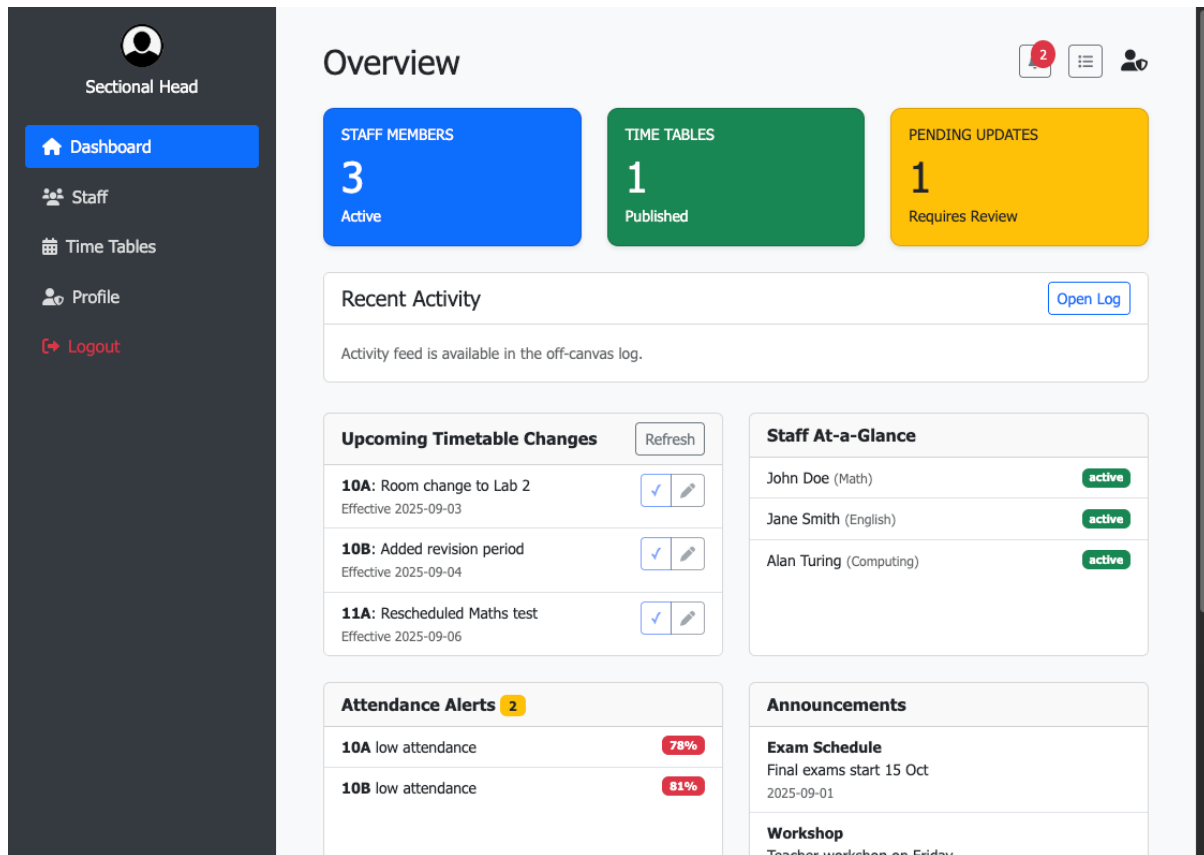 Sectional Head
Dashboard
Staff
Time Tables
Profile
Logout
Overview
2
STAFF MEMBERS
3
Active
TIME TABLES
1
Published
PENDING UPDATES
1
Requires Review
Recent Activity
Open Log
Activity feed is available in the off-canvas log.
Upcoming Timetable Changes
Refresh
10A: Room change to Lab 2
Effective 2025-09-03
10B: Added revision period
Effective 2025-09-04
11A: Rescheduled Maths test
Effective 2025-09-06
Staff At-a-Glance
John Doe (Math) active
Jane Smith (English) active
Alan Turing (Computing) active
Attendance Alerts 2
10A low attendance 78%
10B low attendance 81%
Announcements
Exam Schedule
Final exams start 15 Oct
2025-09-01
Workshop
Teacher workshop on Friday